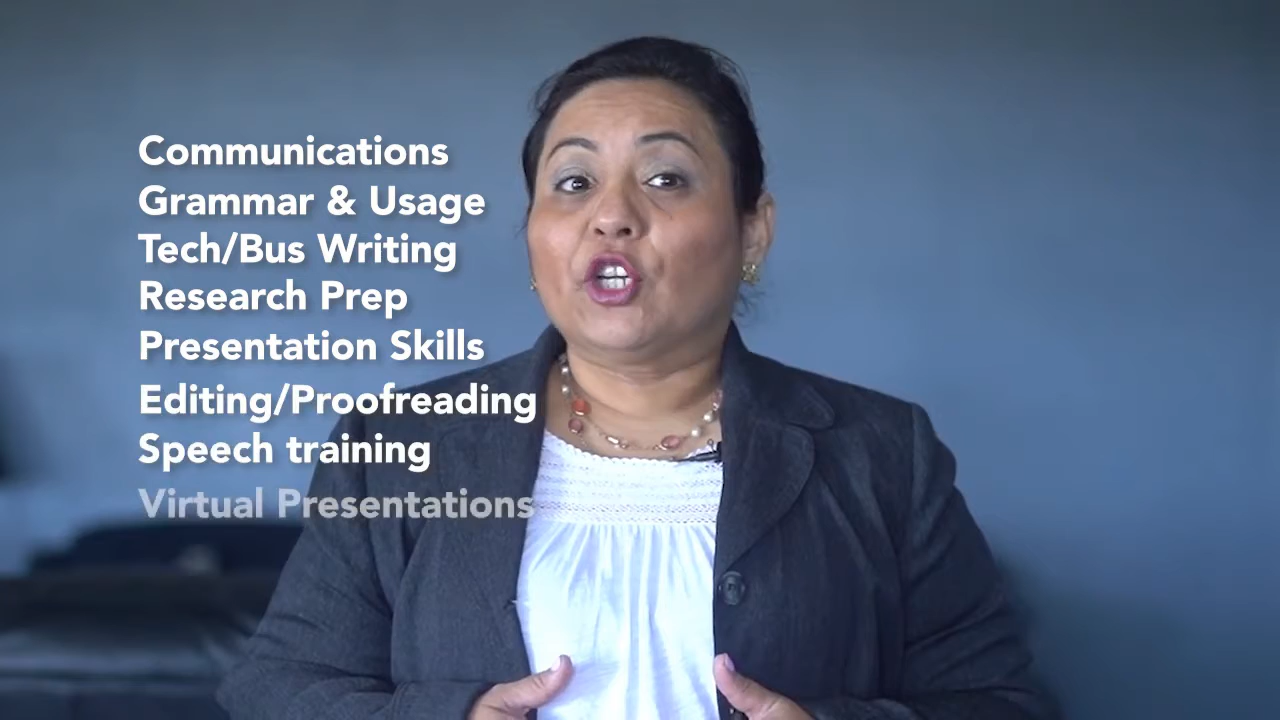 Communications
Grammar & Usage
Tech/Bus Writing
Research Prep
Presentation Skills
Editing/Proofreading
Speech training
Virtual Presentations